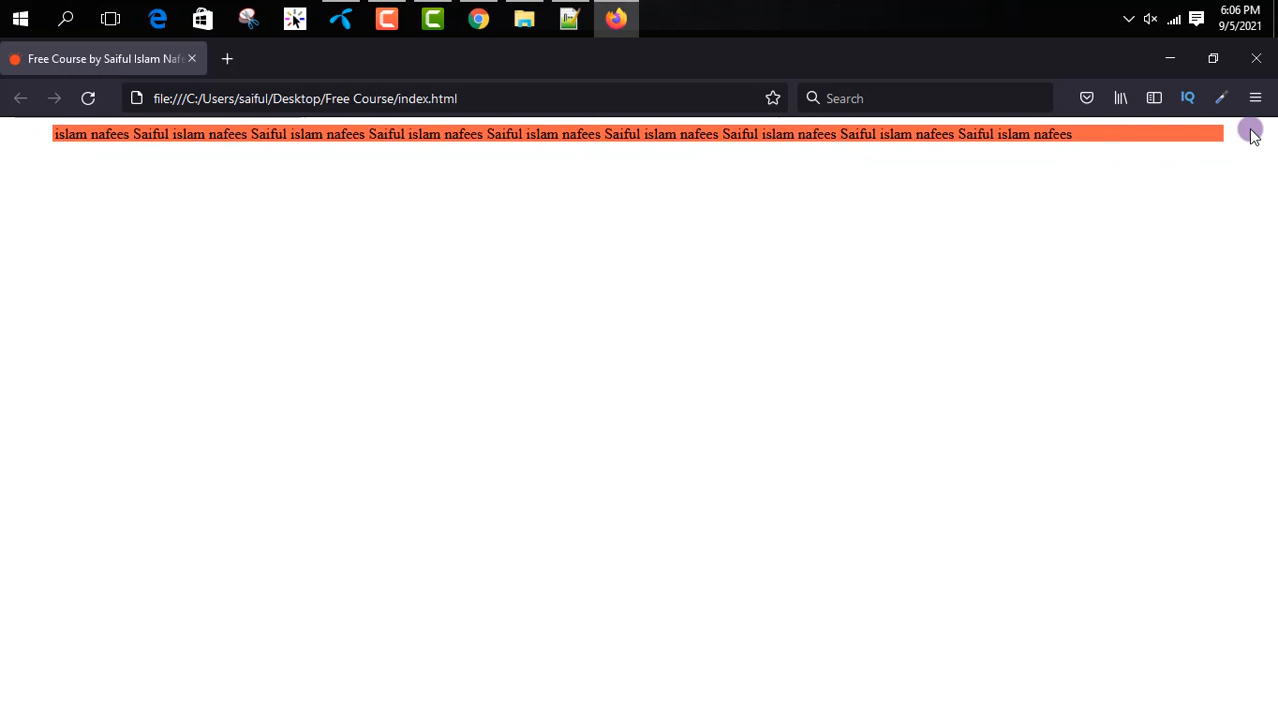 6:06 PM
9/5/2021
Free Course by Saiful Islam Nafe
file:///C:/Users/saiful/Desktop/Free Course/index.html
Search
IQ
islam nafees Saiful islam nafees Saiful islam nafees Saiful islam nafees Saiful islam nafees Saiful islam nafees Saiful islam nafees Saiful islam nafees Saiful islam nafees